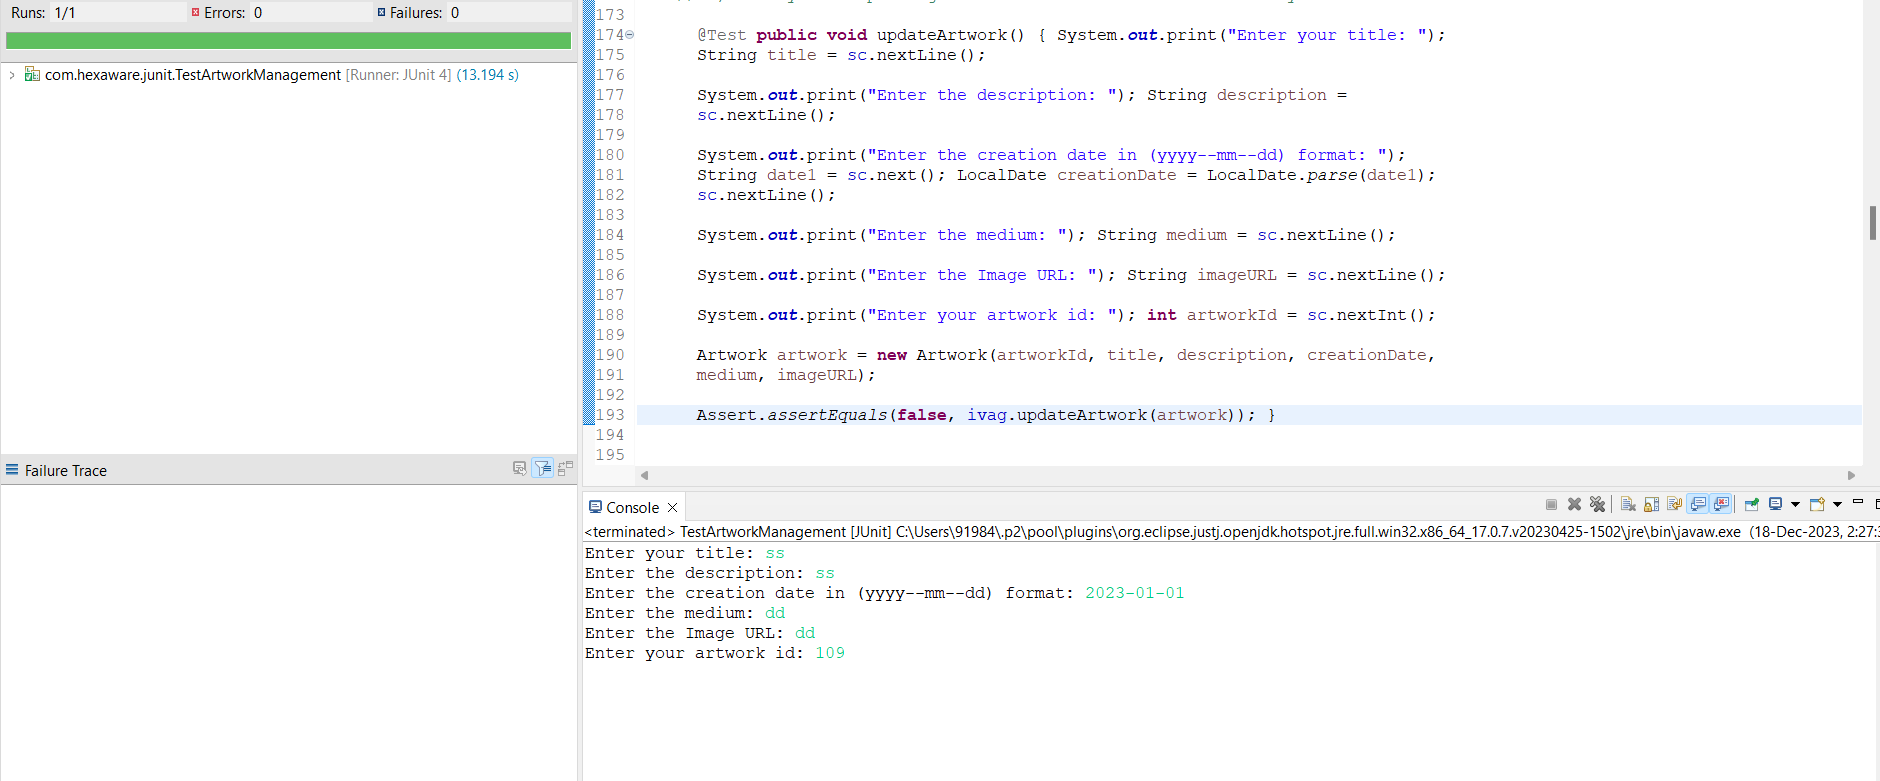 Runs: 1/1 Errors: 0 Failures: 0
com.hexaware.junit.TestArtworkManagement [Runner: JUnit 4] (13.194 s)
Failure Trace
173
174 @Test public void updateArtwork() { System.out.print("Enter your title: ");
175 String title = sc.nextLine();
176
177 System.out.print("Enter the description: "); String description =
178 sc.nextLine();
179
180 System.out.print("Enter the creation date in (yyyy--mm--dd) format: ");
181 String date1 = sc.next(); LocalDate creationDate = LocalDate.parse(date1);
182 sc.nextLine();
183
184 System.out.print("Enter the medium: "); String medium = sc.nextLine();
185
186 System.out.print("Enter the Image URL: "); String imageURL = sc.nextLine();
187
188 System.out.print("Enter your artwork id: "); int artworkId = sc.nextInt();
189
190 Artwork artwork = new Artwork(artworkId, title, description, creationDate,
191 medium, imageURL);
192
193 Assert.assertEquals(false, ivag.updateArtwork(artwork)); }
194
195
Console
<terminated> TestArtworkManagement [JUnit] C:\Users\91984\.p2\pool\plugins\org.eclipse.justj.openjdk.hotspot.jre.full.win32.x86_64_17.0.7.v20230425-1502\jre\bin\javaw.exe (18-Dec-2023, 2:27:3
Enter your title: ss
Enter the description: ss
Enter the creation date in (yyyy--mm--dd) format: 2023-01-01
Enter the medium: dd
Enter the Image URL: dd
Enter your artwork id: 109